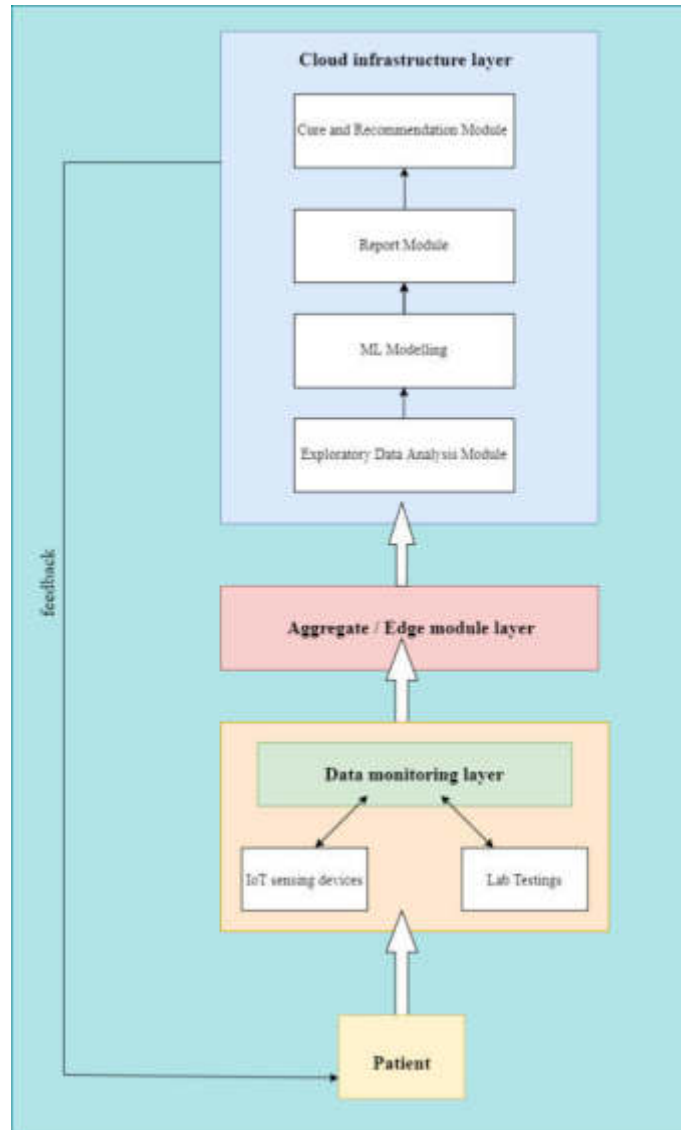 Cloud infrastructure layer
Cure and Recommendation Module
Report Module
ML Modelling
Exploratory Data Analysis Module
feedback
Aggregate / Edge module layer
Data monitoring layer
IoT sensing devices
Lab Testings
Patient